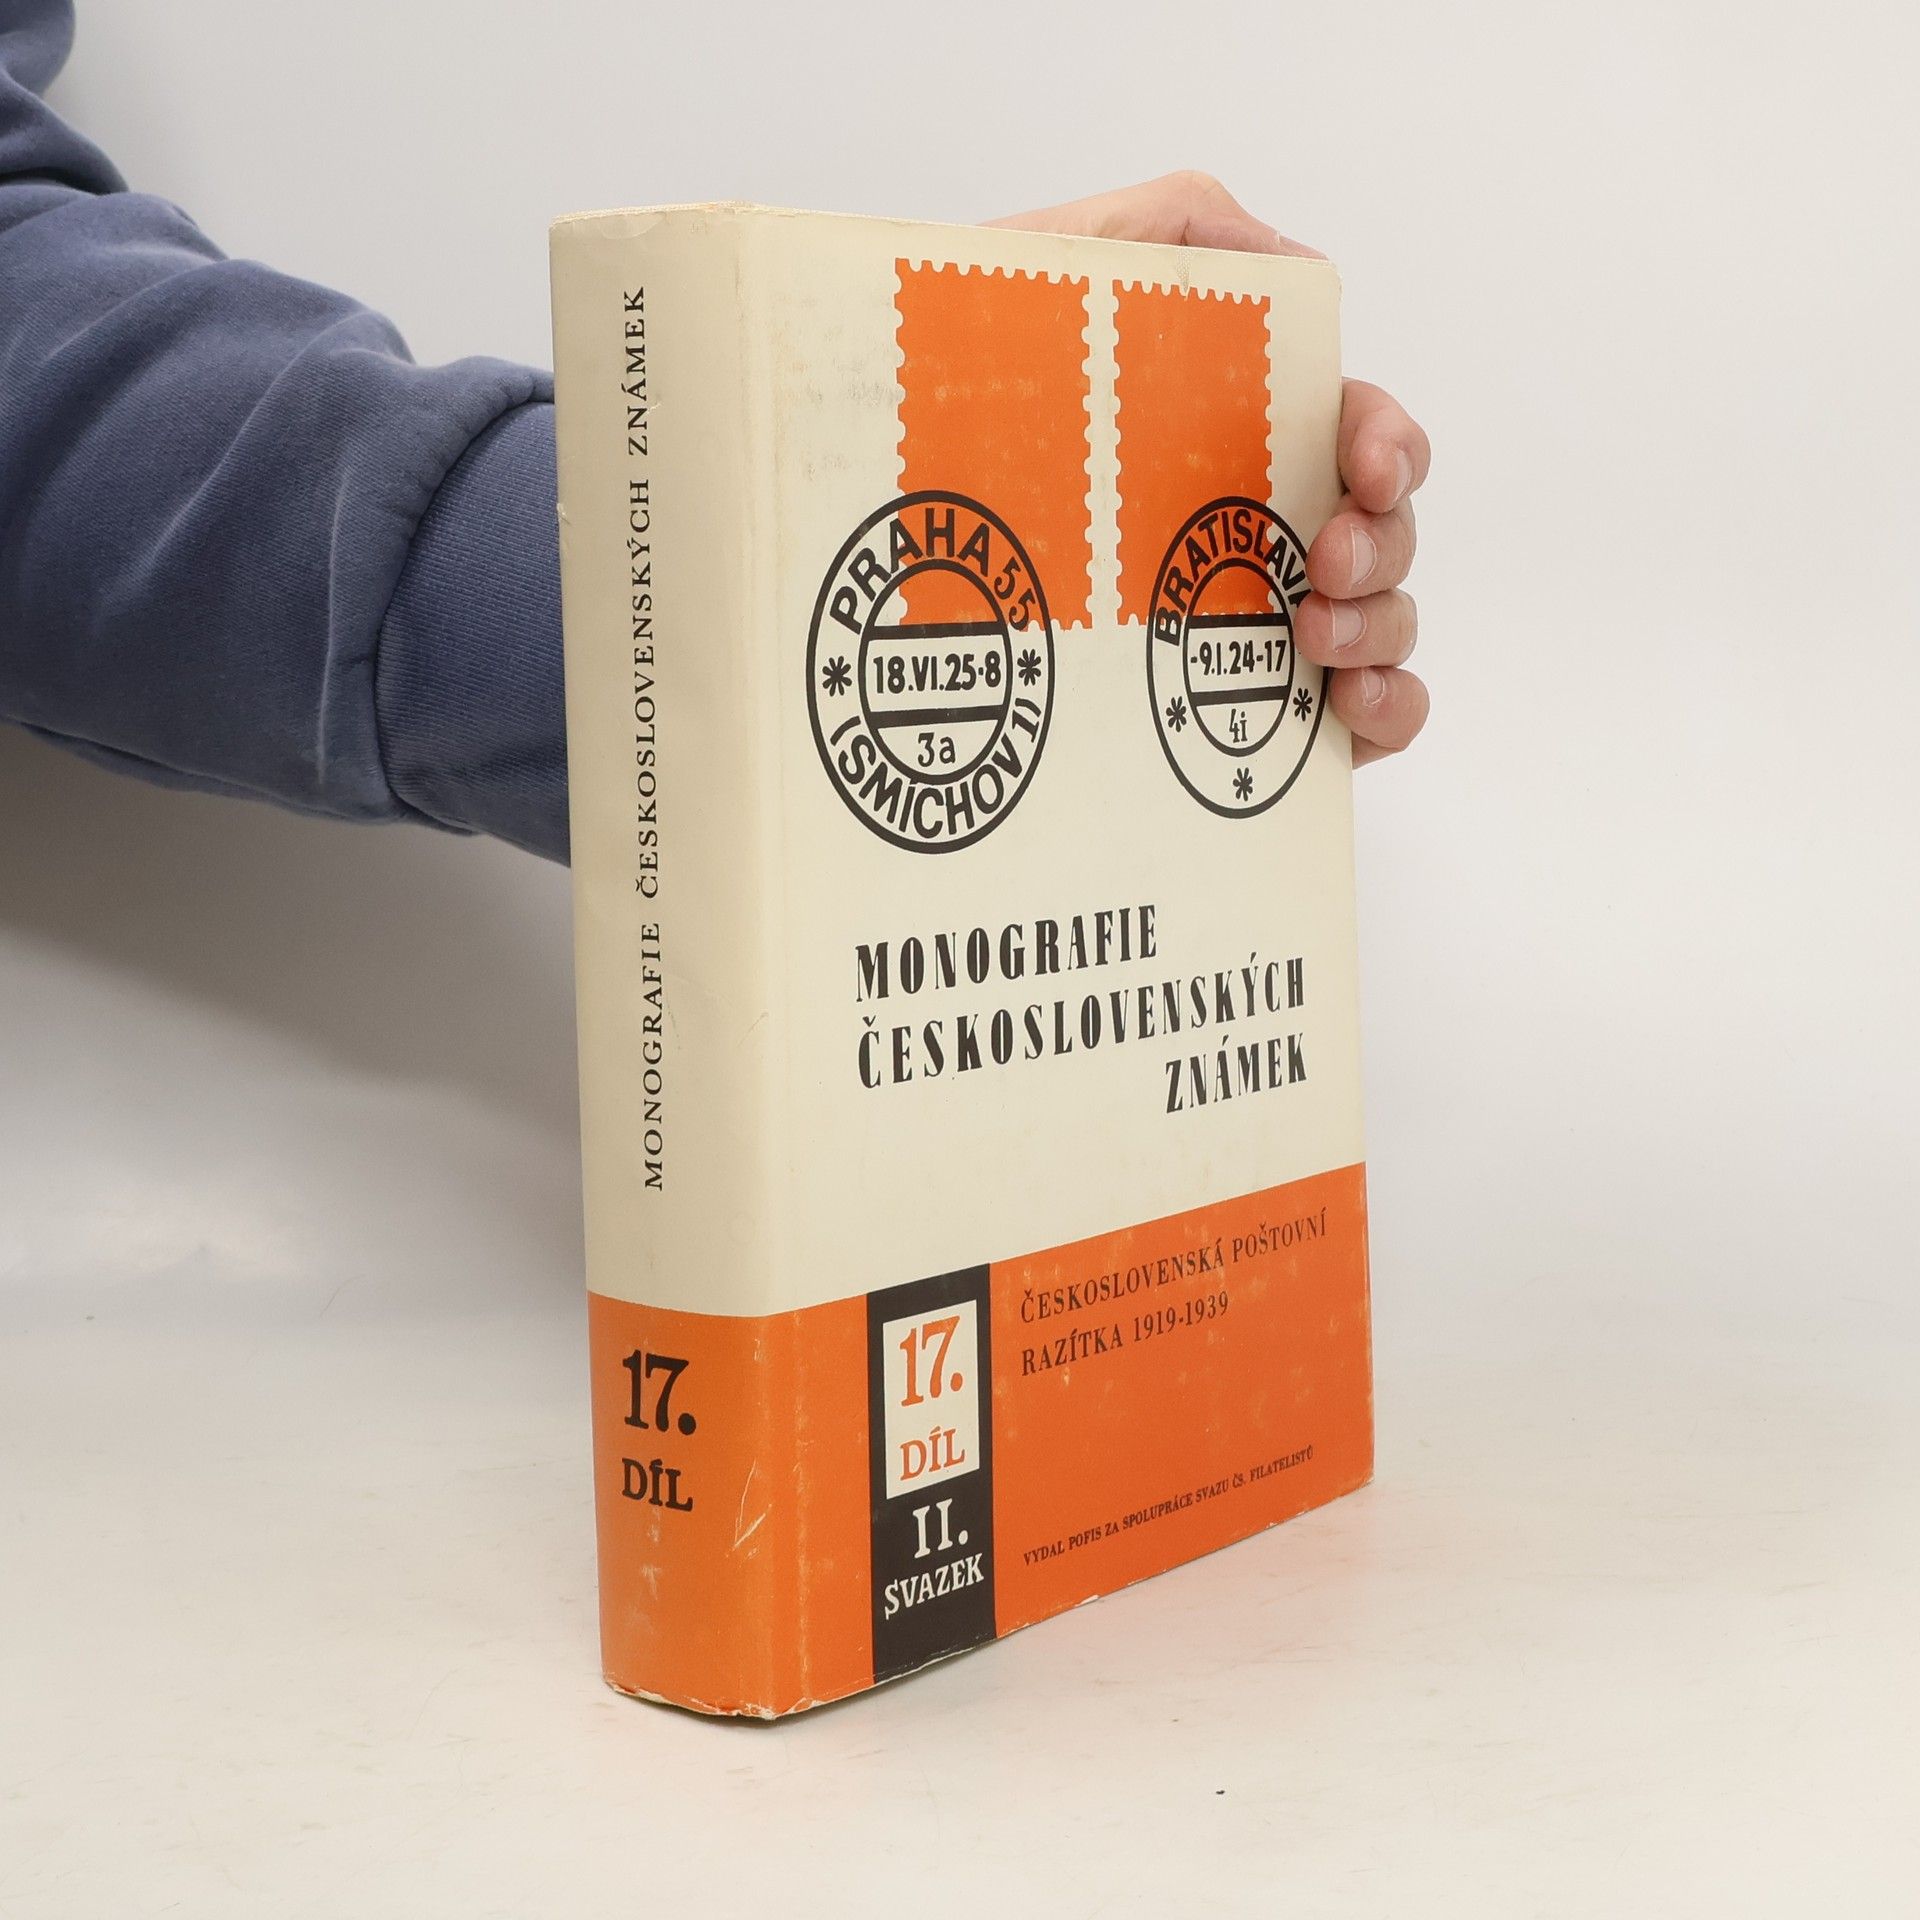 MONOGRAFIE ČESKOSLOVENSKÝCH ZNÁMEK
17.
DÍL
PRAHA 55
18.VI.25-8
3a
(SMÍCHOV 1)
BRATISLAVA
-9.I.24-17
4i
MONOGRAFIE
ČESKOSLOVENSKÝCH
ZNÁMEK
17.
DÍL
II.
SVAZEK
ČESKOSLOVENSKÁ POŠTOVNÍ
RAZÍTKA 1919-1939
VYDAL POFIS ZA SPOLUPRÁCE SVAZU ČS. FILATELISTŮ